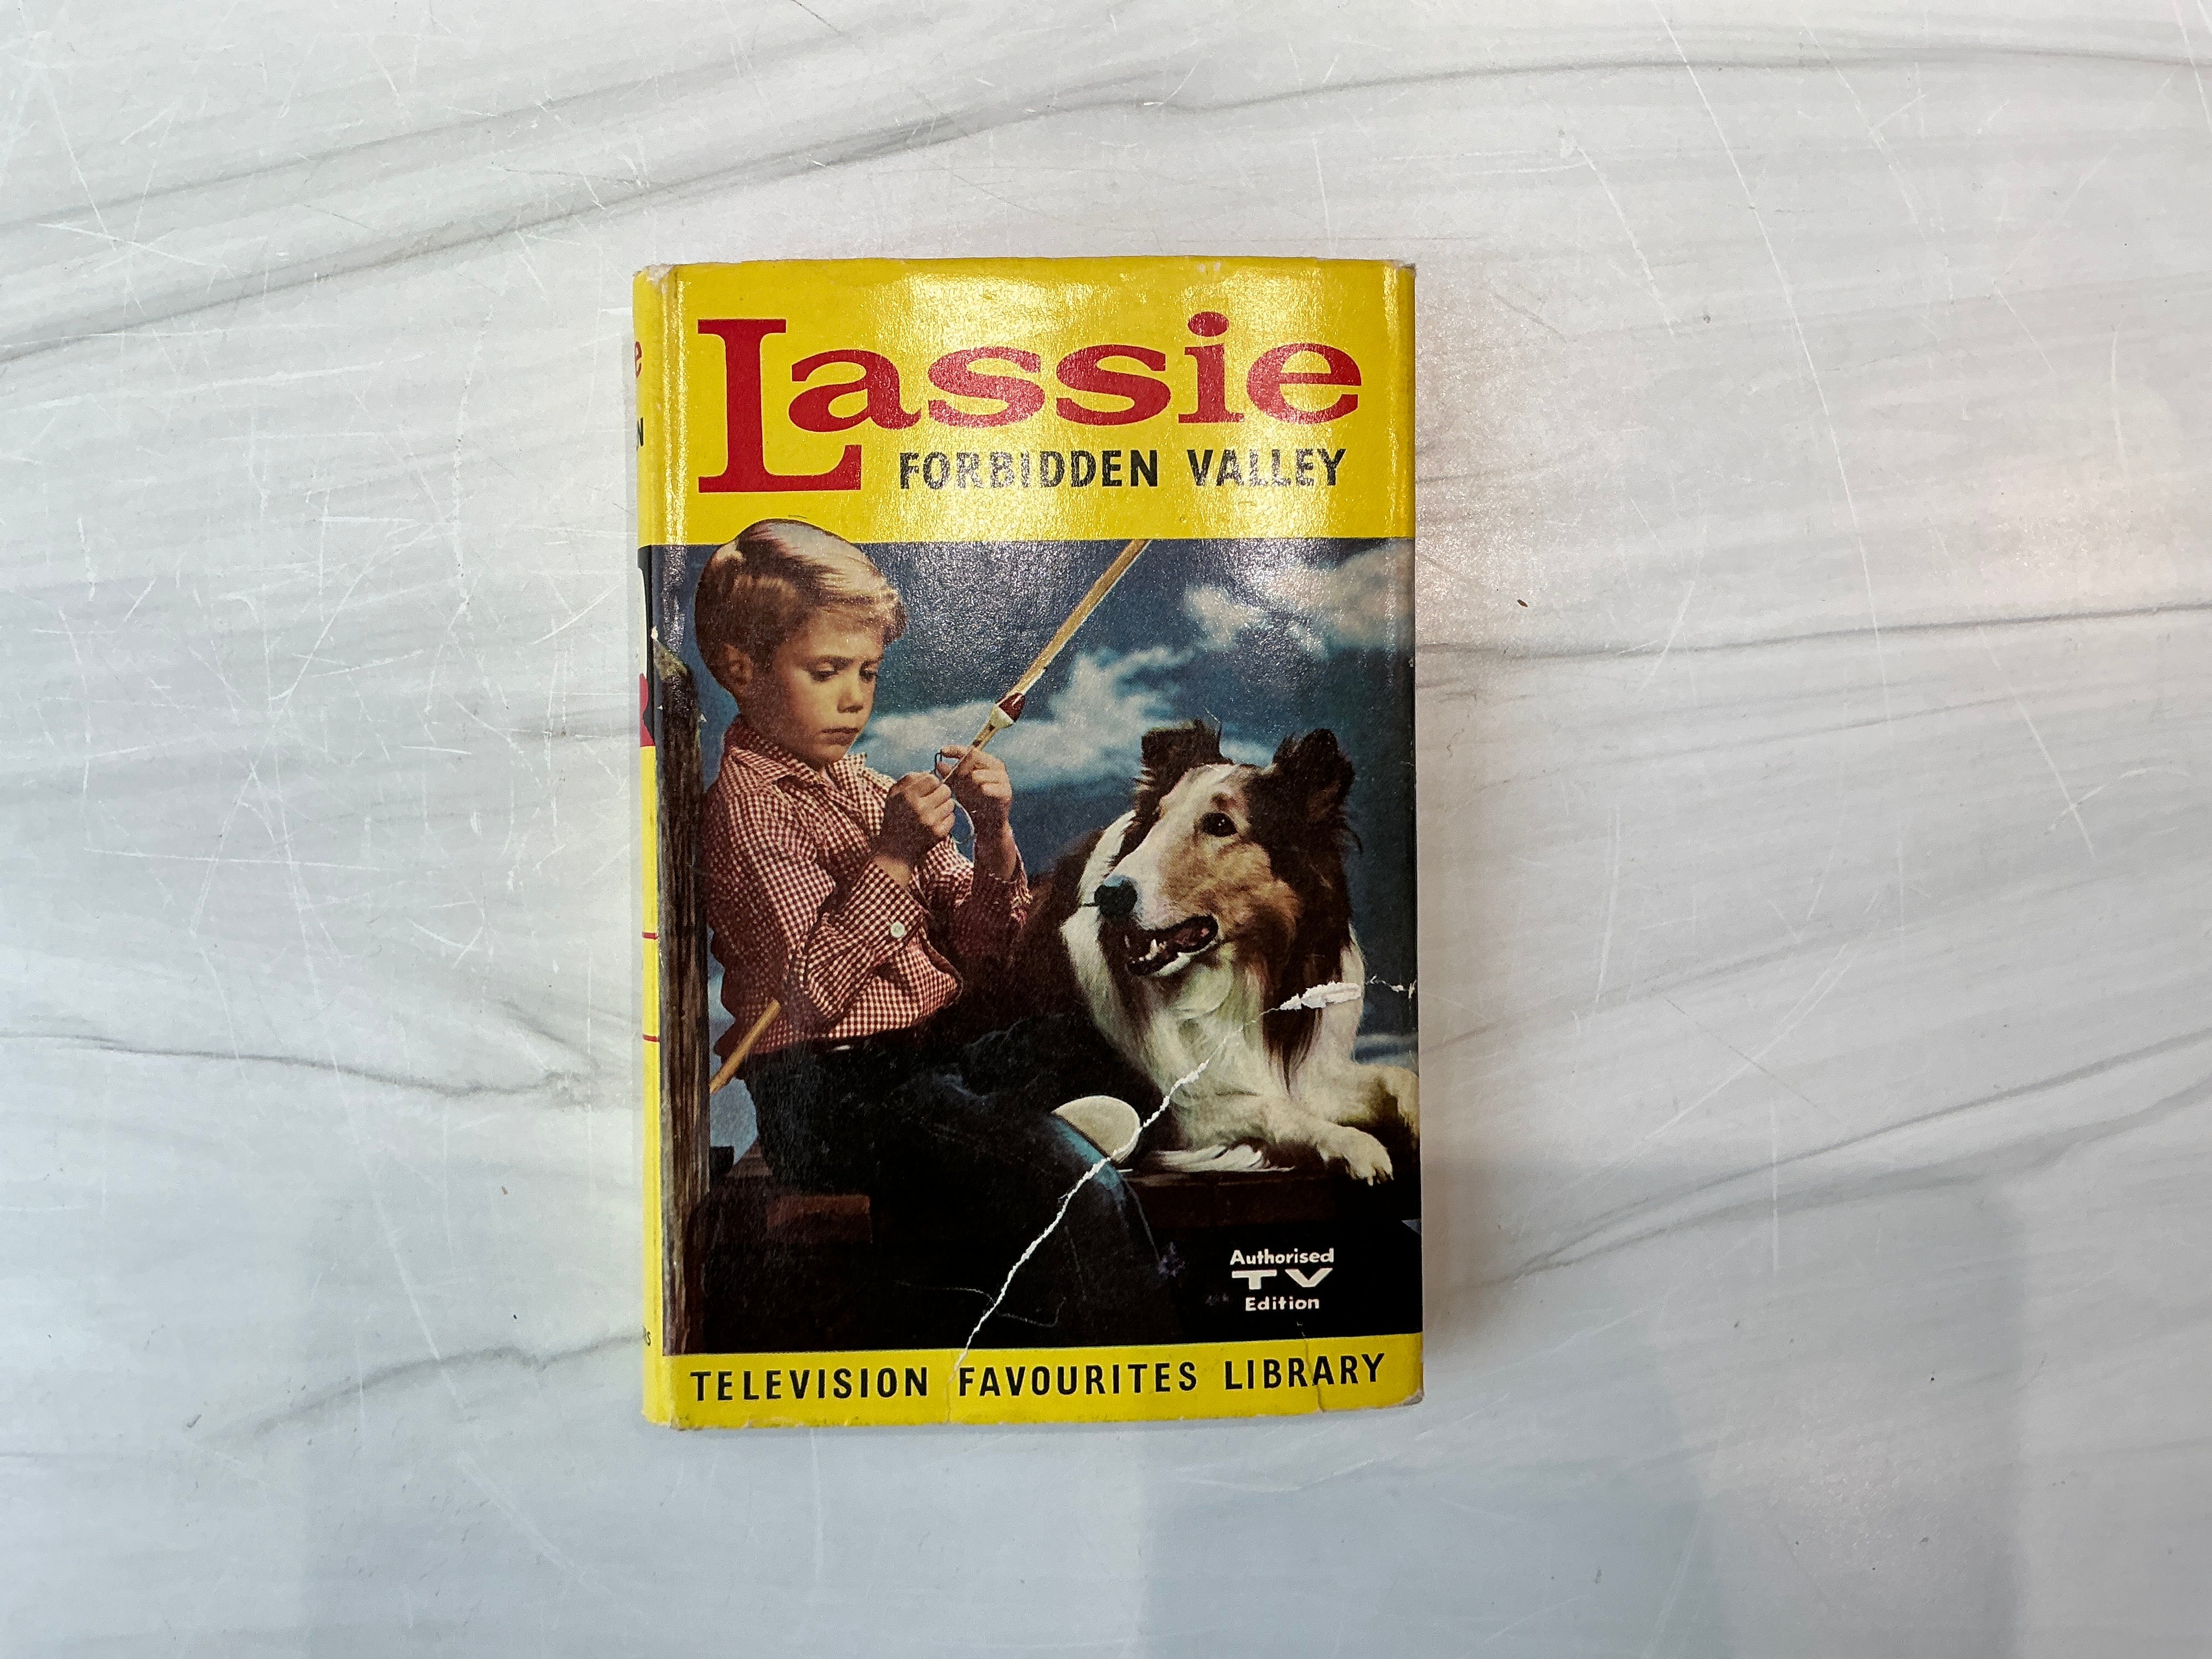 Lassie
FORBIDDEN VALLEY
Authorised
TV
Edition
TELEVISION FAVOURITES LIBRARY